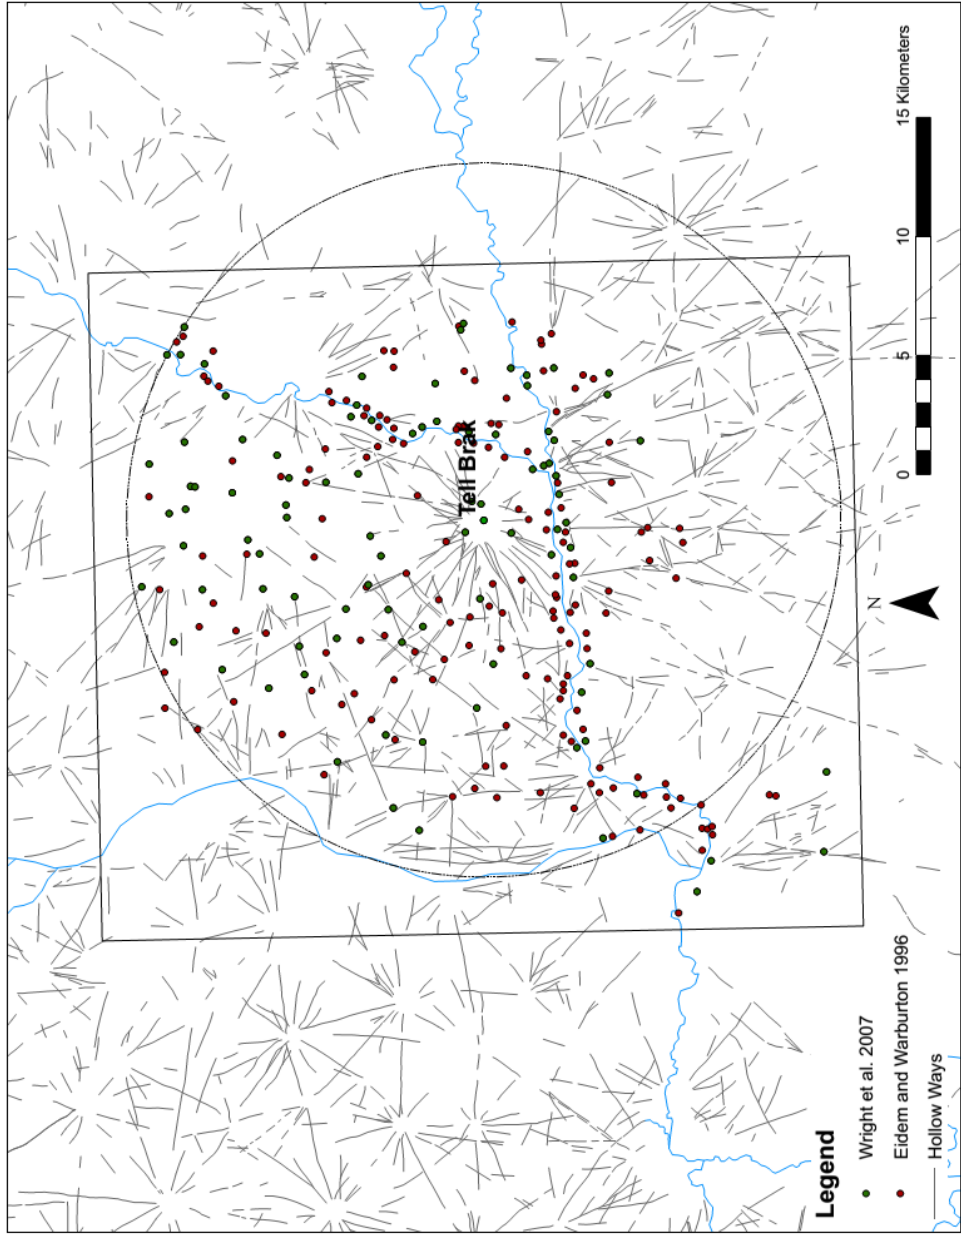 Tell Brak
Legend
Wright et al. 2007
Eidem and Warburton 1996
Hollow Ways
N
0
5
10
15 Kilometers